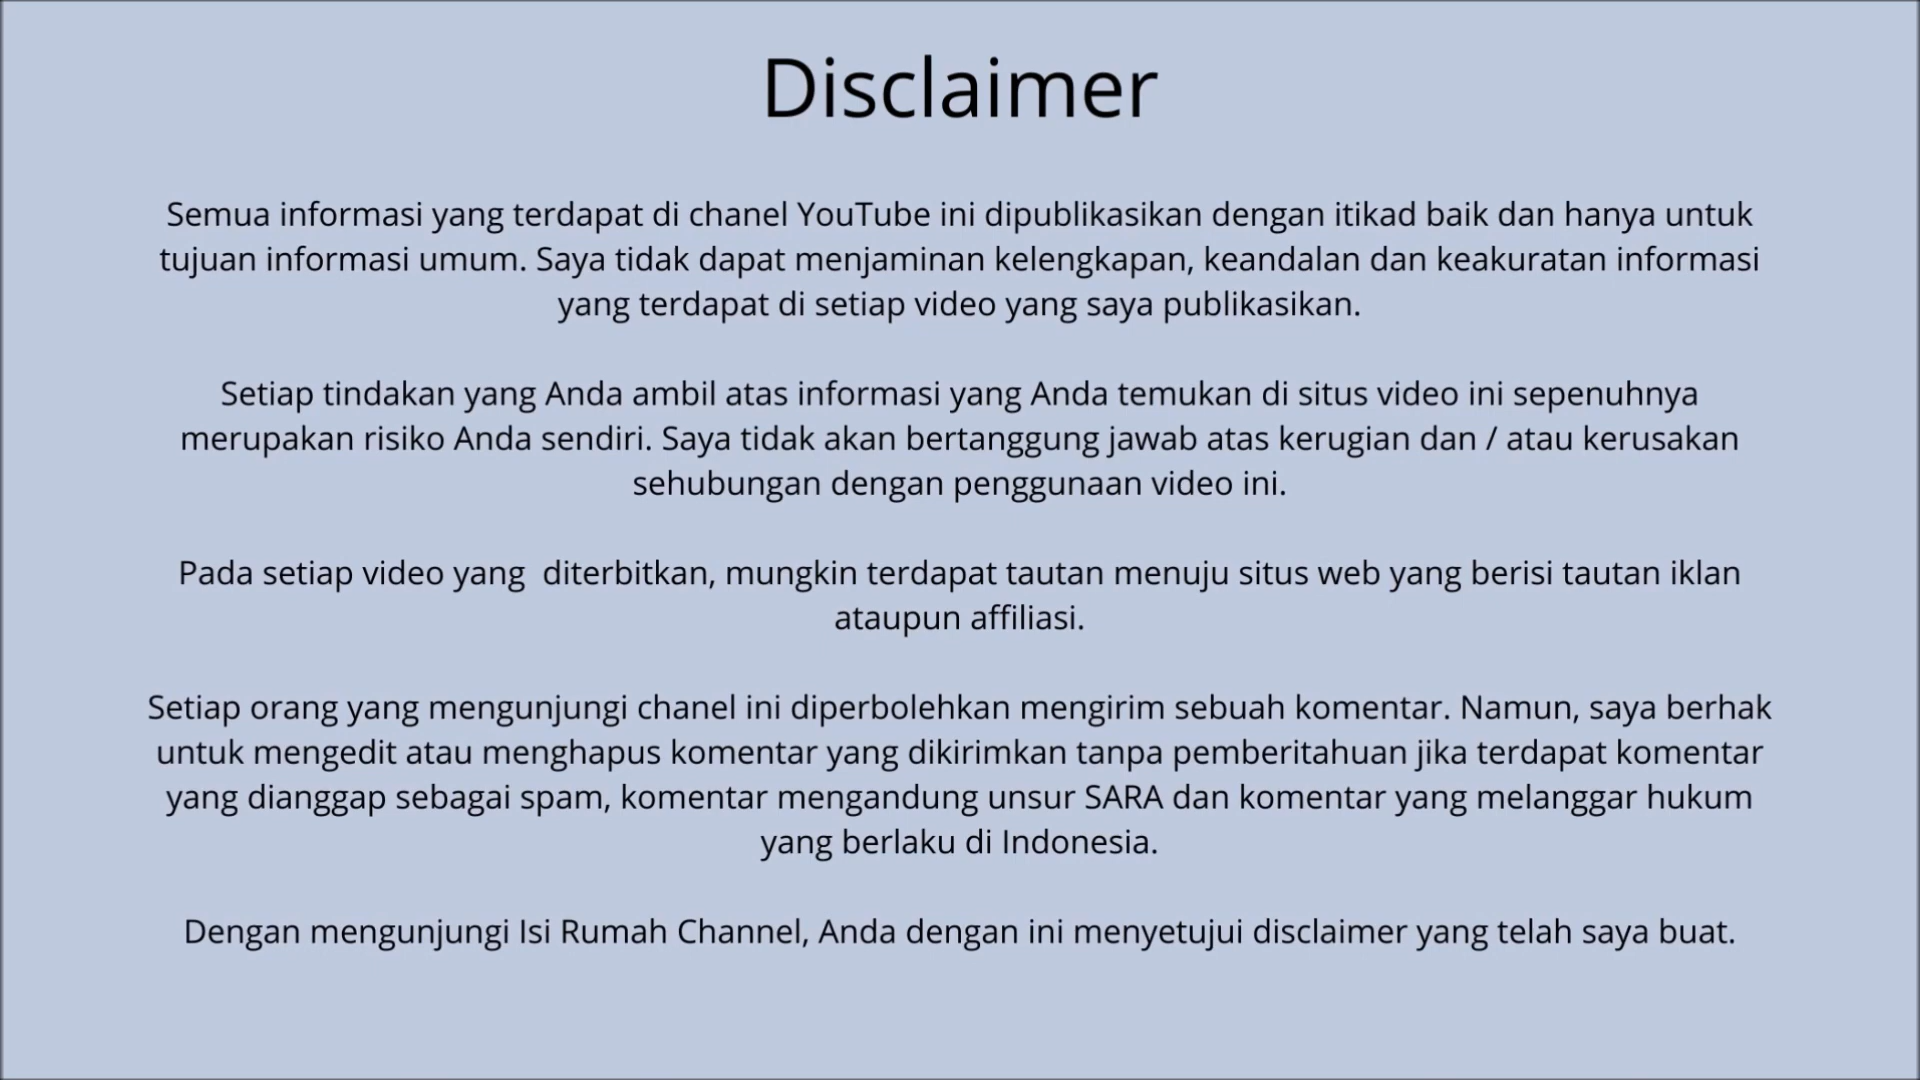 Disclaimer
Semua informasi yang terdapat di chanel YouTube ini dipublikasikan dengan itikad baik dan hanya untuk
tujuan informasi umum. Saya tidak dapat menjaminan kelengkapan, keandalan dan keakuratan informasi
yang terdapat di setiap video yang saya publikasikan.
Setiap tindakan yang Anda ambil atas informasi yang Anda temukan di situs video ini sepenuhnya
merupakan risiko Anda sendiri. Saya tidak akan bertanggung jawab atas kerugian dan / atau kerusakan
sehubungan dengan penggunaan video ini.
Pada setiap video yang  diterbitkan, mungkin terdapat tautan menuju situs web yang berisi tautan iklan
ataupun affiliasi.
Setiap orang yang mengunjungi chanel ini diperbolehkan mengirim sebuah komentar. Namun, saya berhak
untuk mengedit atau menghapus komentar yang dikirimkan tanpa pemberitahuan jika terdapat komentar
yang dianggap sebagai spam, komentar mengandung unsur SARA dan komentar yang melanggar hukum
yang berlaku di Indonesia.
Dengan mengunjungi Isi Rumah Channel, Anda dengan ini menyetujui disclaimer yang telah saya buat.